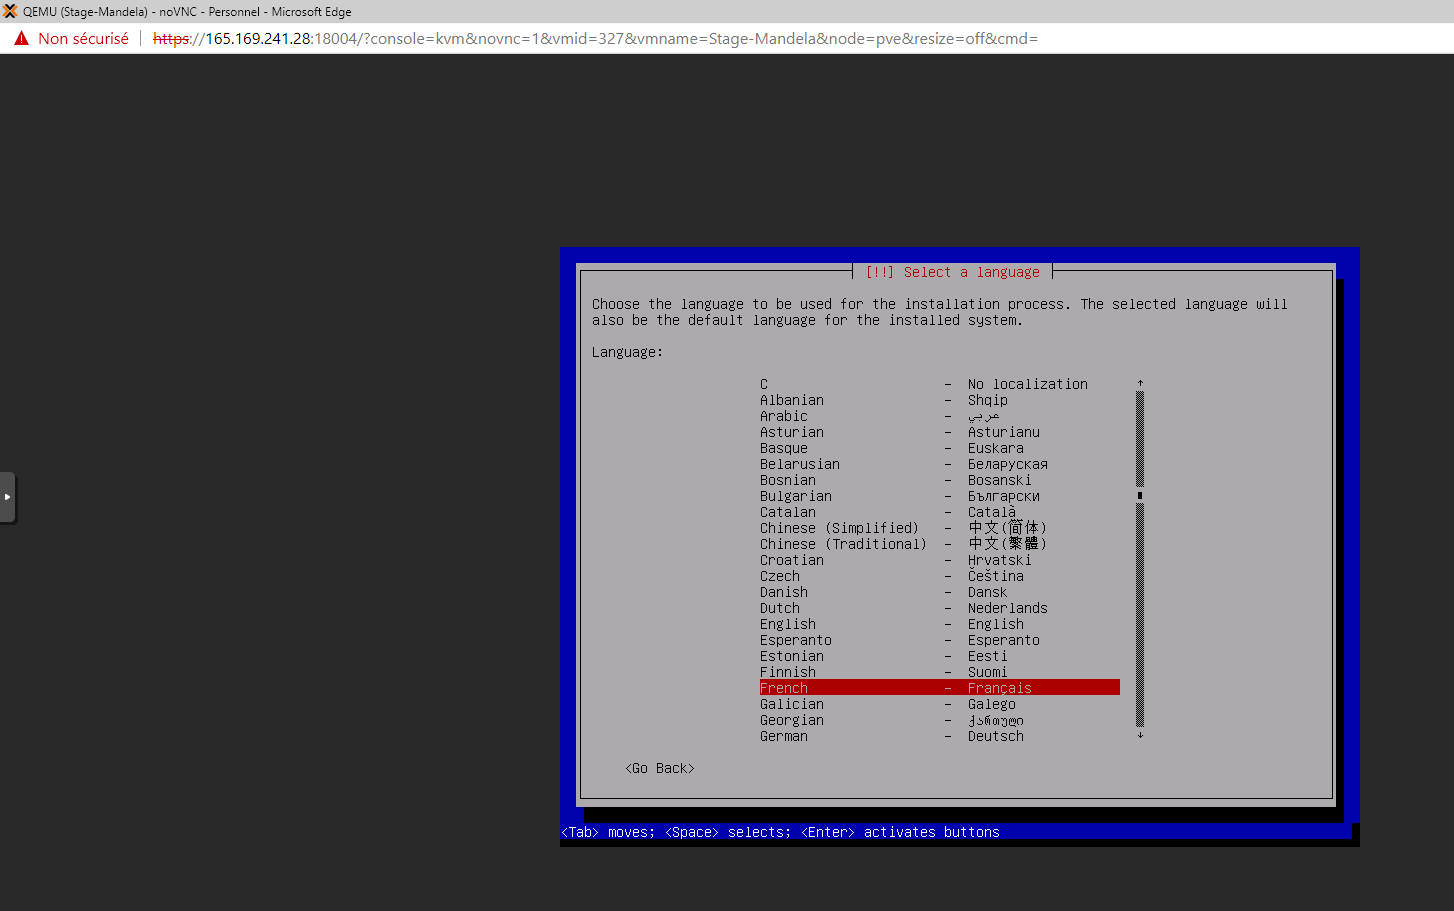 QEMU (Stage-Mandela) - noVNC - Personnel - Microsoft Edge
Non sécurisé | https://165.169.241.28:18004/?console=kvm&novnc=1&vmid=327&vmname=Stage-Mandela&node=pve&resize=off&cmd=
[!!] Select a language
Choose the language to be used for the installation process. The selected language will
also be the default language for the installed system.
Language:
C - No localization
Albanian - Shqip
Arabic - عربي
Asturian - Asturianu
Basque - Euskara
Belarusian - Беларуская
Bosnian - Bosanski
Bulgarian - Български
Catalan - Català
Chinese (Simplified) - 中文(简体)
Chinese (Traditional) - 中文(繁體)
Croatian - Hrvatski
Czech - Čeština
Danish - Dansk
Dutch - Nederlands
English - English
Esperanto - Esperanto
Estonian - Eesti
Finnish - Suomi
French - Français
Galician - Galego
Georgian - ქართული
German - Deutsch
<Go Back>
<Tab> moves; <Space> selects; <Enter> activates buttons